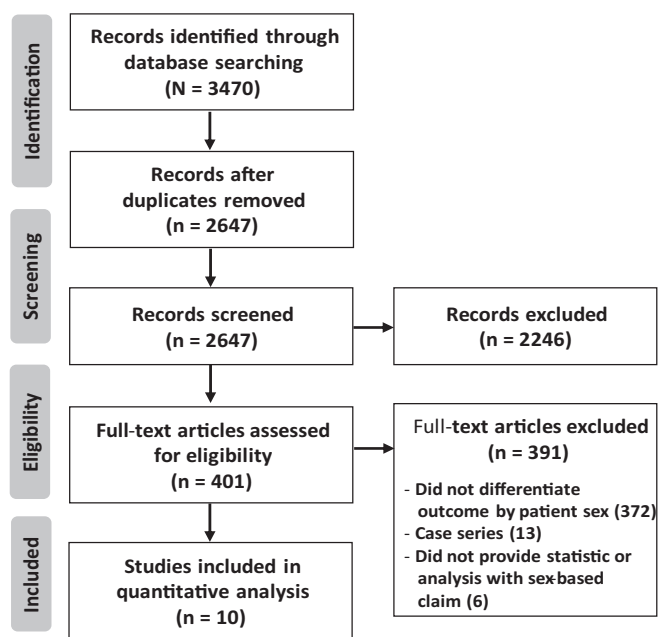 Identification
Records identified through
database searching
(N = 3470)
Records after
duplicates removed
(n = 2647)
Screening
Records screened
(n = 2647)
Records excluded
(n = 2246)
Eligibility
Full-text articles assessed
for eligibility
(n = 401)
Full-text articles excluded
(n = 391)
- Did not differentiate
outcome by patient sex (372)
- Case series (13)
- Did not provide statistic or
analysis with sex-based
claim (6)
Included
Studies included in
quantitative analysis
(n = 10)